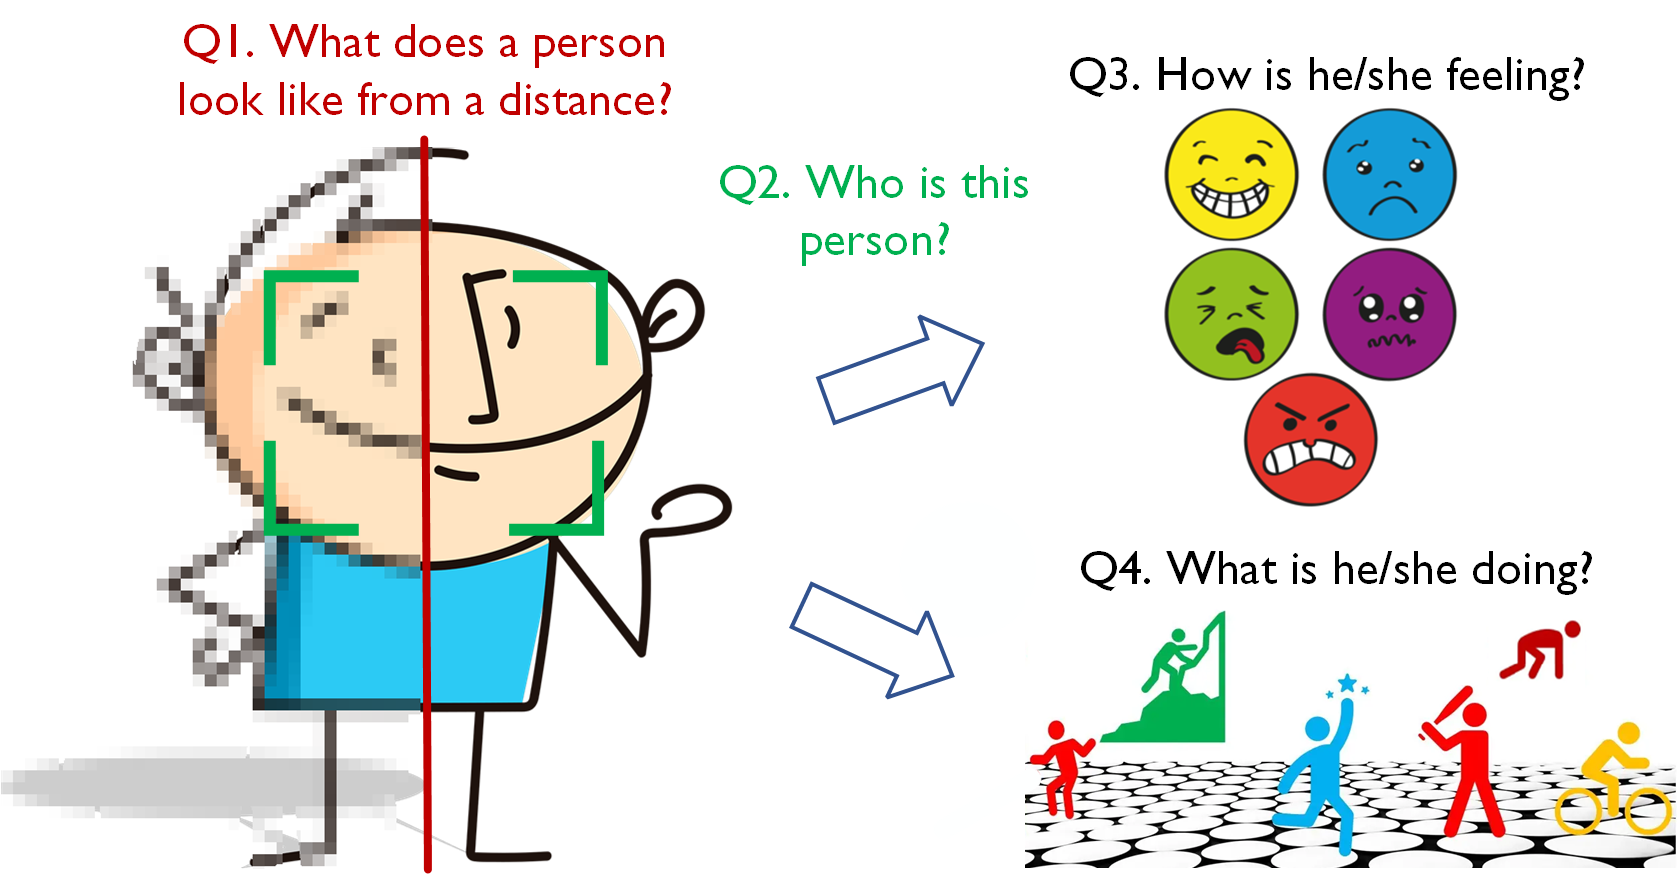 Q1. What does a person
look like from a distance?
Q2. Who is this
person?
Q3. How is he/she feeling?
Q4. What is he/she doing?